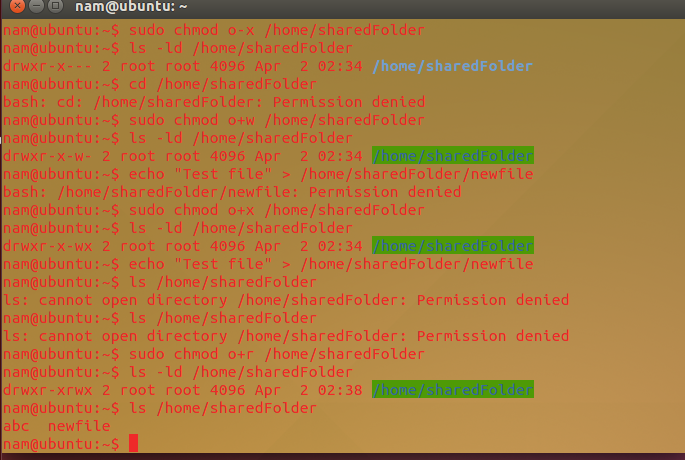 nam@ubuntu: ~
nam@ubuntu:~$ sudo chmod o-x /home/sharedFolder
nam@ubuntu:~$ ls -ld /home/sharedFolder
drwxr-x--- 2 root root 4096 Apr  2 02:34 /home/sharedFolder
nam@ubuntu:~$ cd /home/sharedFolder
bash: cd: /home/sharedFolder: Permission denied
nam@ubuntu:~$ sudo chmod o+w /home/sharedFolder
nam@ubuntu:~$ ls -ld /home/sharedFolder
drwxr-x-w- 2 root root 4096 Apr  2 02:34 /home/sharedFolder
nam@ubuntu:~$ echo "Test file" > /home/sharedFolder/newfile
bash: /home/sharedFolder/newfile: Permission denied
nam@ubuntu:~$ sudo chmod o+x /home/sharedFolder
nam@ubuntu:~$ ls -ld /home/sharedFolder
drwxr-x-wx 2 root root 4096 Apr  2 02:34 /home/sharedFolder
nam@ubuntu:~$ echo "Test file" > /home/sharedFolder/newfile
nam@ubuntu:~$ ls /home/sharedFolder
ls: cannot open directory /home/sharedFolder: Permission denied
nam@ubuntu:~$ ls /home/sharedFolder
ls: cannot open directory /home/sharedFolder: Permission denied
nam@ubuntu:~$ sudo chmod o+r /home/sharedFolder
nam@ubuntu:~$ ls -ld /home/sharedFolder
drwxr-xrwx 2 root root 4096 Apr  2 02:38 /home/sharedFolder
nam@ubuntu:~$ ls /home/sharedFolder
abc  newfile
nam@ubuntu:~$